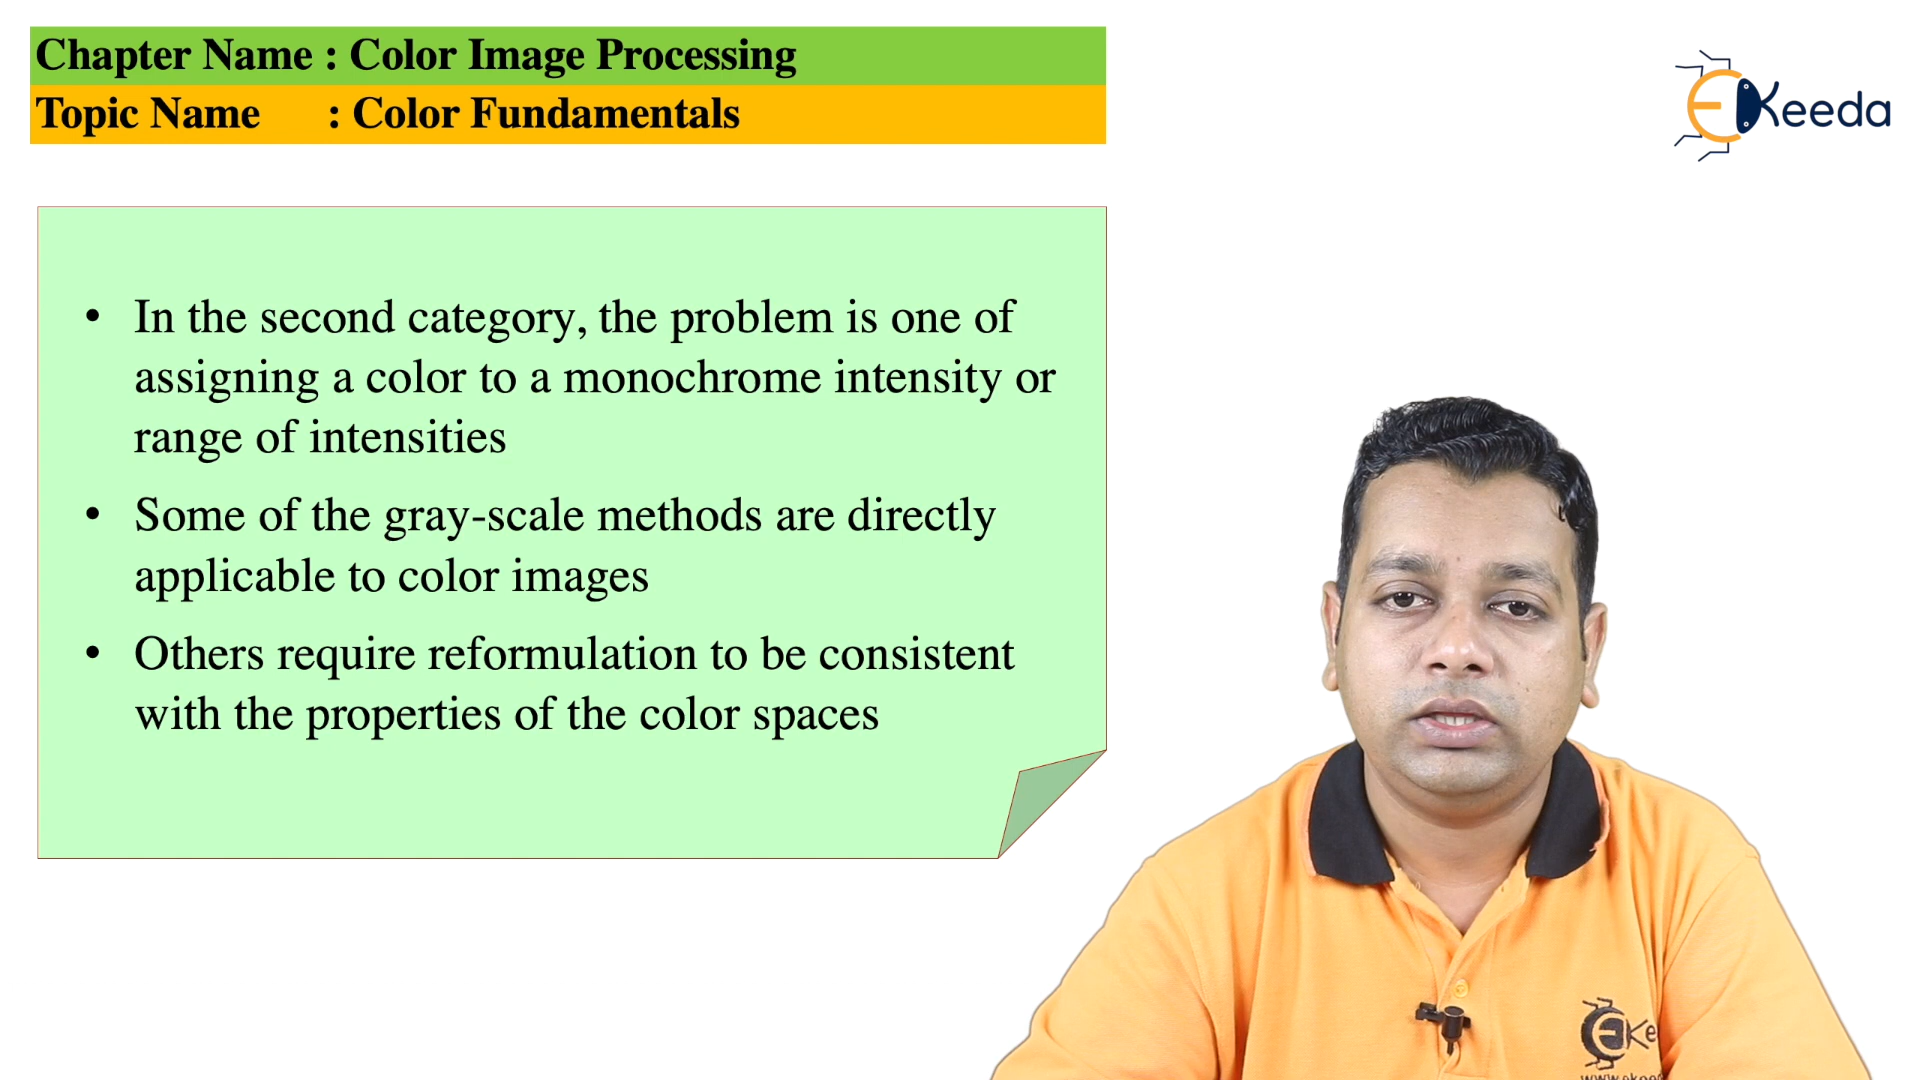 Chapter Name : Color Image Processing
Topic Name : Color Fundamentals
EKeeda
• In the second category, the problem is one of
assigning a color to a monochrome intensity or
range of intensities
• Some of the gray-scale methods are directly
applicable to color images
• Others require reformulation to be consistent
with the properties of the color spaces